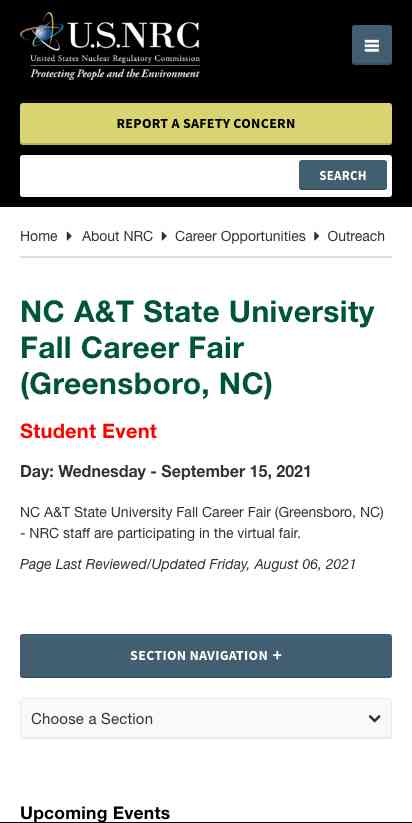 U.S.NRC
United States Nuclear Regulatory Commission
Protecting People and the Environment
REPORT A SAFETY CONCERN
SEARCH
Home About NRC Career Opportunities Outreach
NC A&T State University
Fall Career Fair
(Greensboro, NC)
Student Event
Day: Wednesday - September 15, 2021
NC A&T State University Fall Career Fair (Greensboro, NC)
- NRC staff are participating in the virtual fair.
Page Last Reviewed/Updated Friday, August 06, 2021
SECTION NAVIGATION +
Choose a Section
Upcoming Events